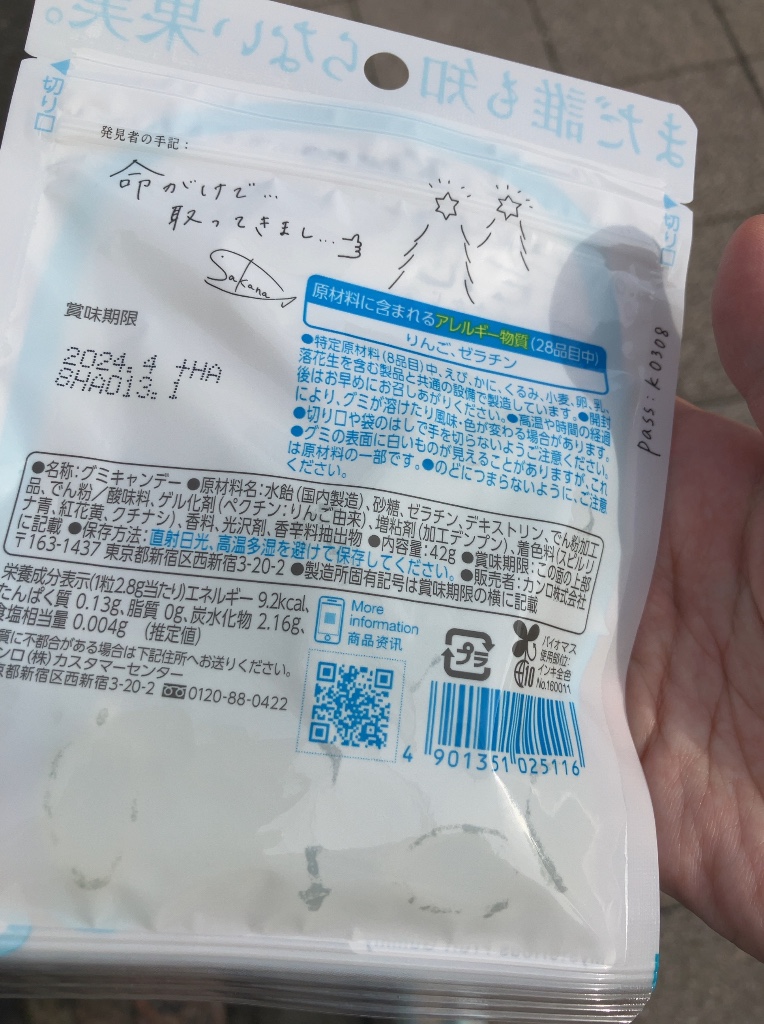 まだ誰も知らない果実。
切り口
切り口
発見者の手記：
命がけで…
取ってきまし…
Sakana
賞味期限
2024.4 +HA
8HA013.1
原材料に含まれるアレルギー物質(28品目中)
りんご、ゼラチン
●特定原材料(8品目)中、えび、かに、くるみ、小麦、卵、乳、
落花生を含む製品と共通の設備で製造しています。●開封
後はお早めにお召しあがりください。●高温や時間の経過
により、グミが溶けたり風味・色が変わる場合があります。
●切り口や袋のはしで手を切らないようご注意ください。
●グミの表面に白いものが見えることがありますが、これ
は原材料の一部です。●のどにつまらないように、ご注意
ください。
pass: K0308
●名称：グミキャンデー ●原材料名：水飴(国内製造)、砂糖、ゼラチン、デキストリン、でん粉加工
品、でん粉／酸味料、ゲル化剤(ペクチン：りんご由来)、増粘剤(加工デンプン)、着色料(スピルリ
ナ青、紅花黄、クチナシ)、香料、光沢剤、香辛料抽出物 ●内容量：42g ●賞味期限：この面の上部
に記載 ●保存方法：直射日光、高温多湿を避けて保存してください。 ●販売者：カンロ株式会社
〒163-1437 東京都新宿区西新宿3-20-2 ●製造所固有記号は賞味期限の横に記載
栄養成分表示(1粒2.8g当たり)エネルギー 9.2kcal、
たんぱく質 0.13g、脂質 0g、炭水化物 2.16g、
食塩相当量 0.004g （推定値）
質に不都合がある場合は下記住所へお送りください。
ンロ(株)カスタマーセンター
京都新宿区西新宿3-20-2 0120-88-0422
More
information
商品资讯
プラ
バイオマス
使用部位：
インキ全色
No.160011
4 901351 025116